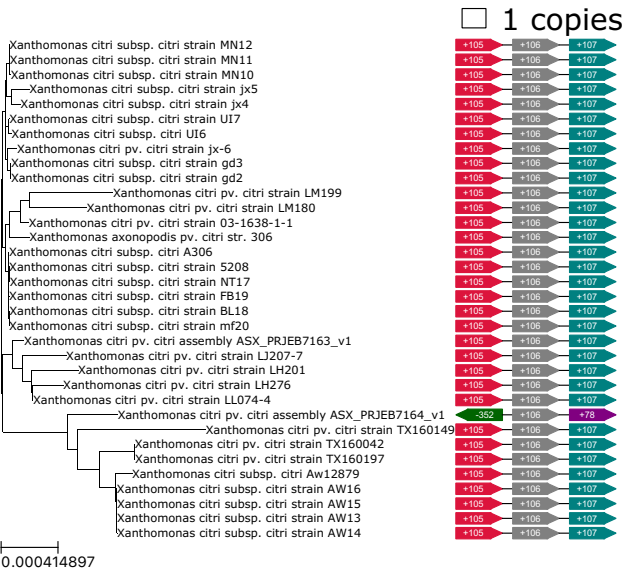 1 copies
Xanthomonas citri subsp. citri strain MN12 +105 +106 +107
Xanthomonas citri subsp. citri strain MN11 +105 +106 +107
Xanthomonas citri subsp. citri strain MN10 +105 +106 +107
Xanthomonas citri subsp. citri strain jx5 +105 +106 +107
Xanthomonas citri subsp. citri strain jx4 +105 +106 +107
Xanthomonas citri subsp. citri strain UI7 +105 +106 +107
Xanthomonas citri subsp. citri UI6 +105 +106 +107
Xanthomonas citri pv. citri strain jx-6 +105 +106 +107
Xanthomonas citri subsp. citri strain gd3 +105 +106 +107
Xanthomonas citri subsp. citri strain gd2 +105 +106 +107
Xanthomonas citri pv. citri strain LM199 +105 +106 +107
Xanthomonas citri pv. citri strain LM180 +105 +106 +107
Xanthomonas citri pv. citri strain 03-1638-1-1 +105 +106 +107
Xanthomonas axonopodis pv. citri str. 306 +105 +106 +107
Xanthomonas citri subsp. citri A306 +105 +106 +107
Xanthomonas citri subsp. citri strain 5208 +105 +106 +107
Xanthomonas citri subsp. citri strain NT17 +105 +106 +107
Xanthomonas citri subsp. citri strain FB19 +105 +106 +107
Xanthomonas citri subsp. citri strain BL18 +105 +106 +107
Xanthomonas citri subsp. citri strain mf20 +105 +106 +107
Xanthomonas citri pv. citri assembly ASX_PRJEB7163_v1 +105 +106 +107
Xanthomonas citri pv. citri strain LJ207-7 +105 +106 +107
Xanthomonas citri pv. citri strain LH201 +105 +106 +107
Xanthomonas citri pv. citri strain LH276 +105 +106 +107
Xanthomonas citri pv. citri strain LL074-4 +105 +106 +107
Xanthomonas citri pv. citri assembly ASX_PRJEB7164_v1 -352 +106 +78
Xanthomonas citri pv. citri strain TX160149 +105 +106 +107
Xanthomonas citri pv. citri strain TX160042 +105 +106 +107
Xanthomonas citri pv. citri strain TX160197 +105 +106 +107
Xanthomonas citri subsp. citri Aw12879 +105 +106 +107
Xanthomonas citri subsp. citri strain AW16 +105 +106 +107
Xanthomonas citri subsp. citri strain AW15 +105 +106 +107
Xanthomonas citri subsp. citri strain AW13 +105 +106 +107
Xanthomonas citri subsp. citri strain AW14 +105 +106 +107
0.000414897